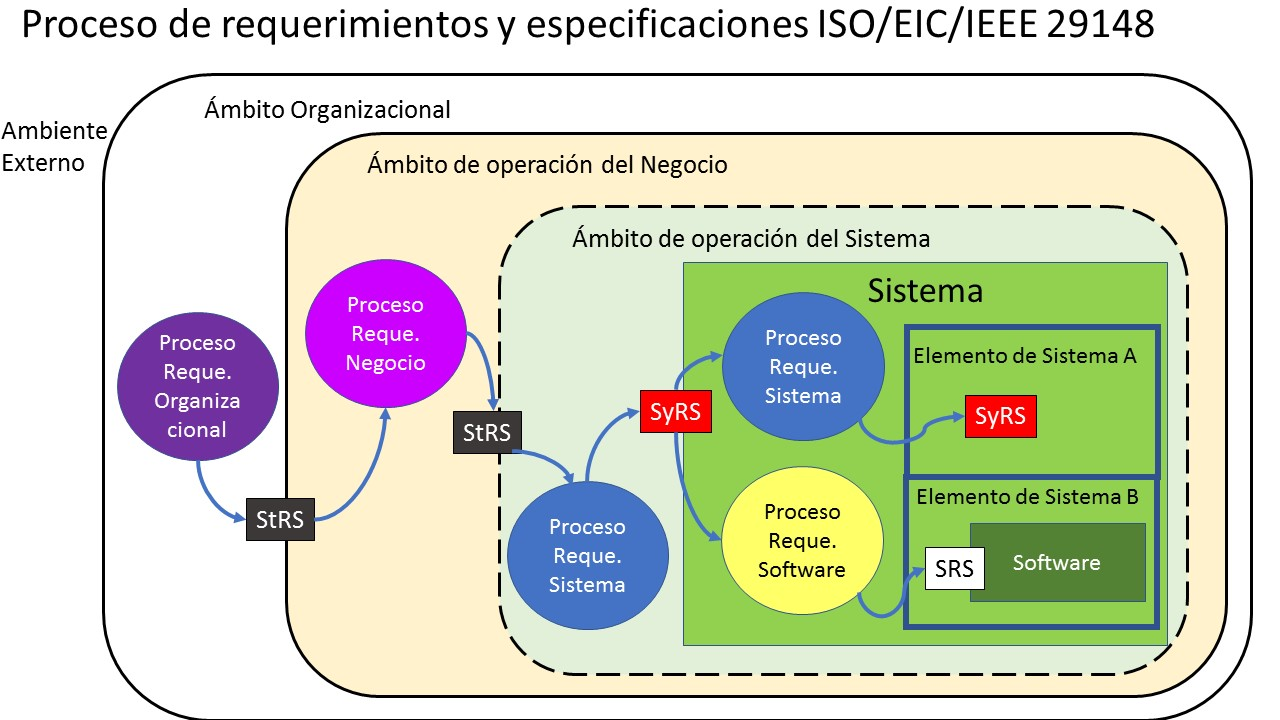 Proceso de requerimientos y especificaciones ISO/EIC/IEEE 29148
Ambiente
Externo
Ámbito Organizacional
Ámbito de operación del Negocio
Ámbito de operación del Sistema
Sistema
Proceso
Reque.
Organiza
cional
StRS
Proceso
Reque.
Negocio
StRS
Proceso
Reque.
Sistema
SyRS
Proceso
Reque.
Sistema
Elemento de Sistema A
SyRS
Proceso
Reque.
Software
Elemento de Sistema B
SRS
Software